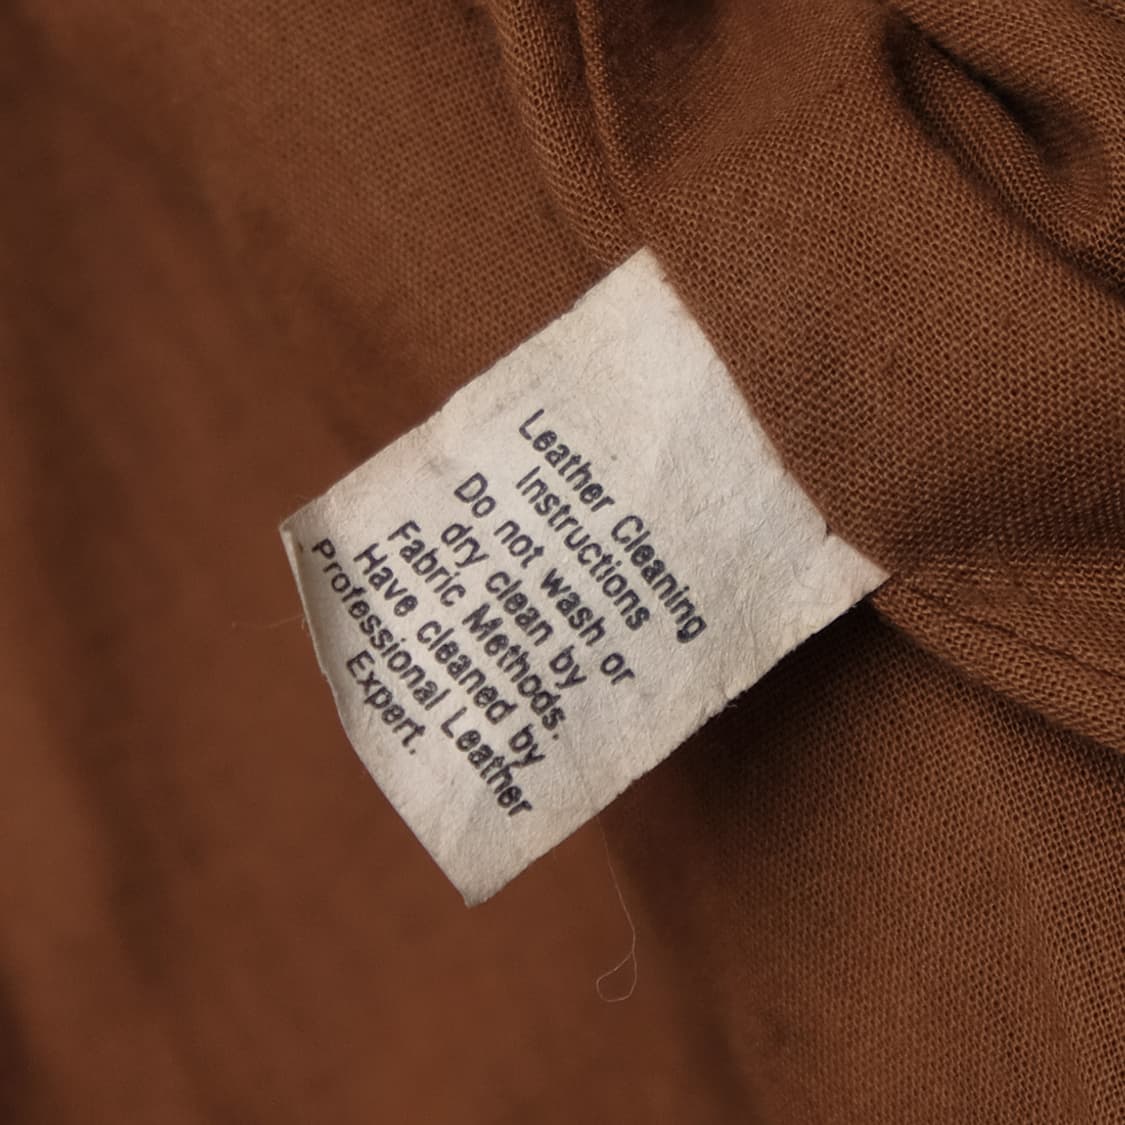 Leather Cleaning
Instructions
Do not wash or
dry clean by
Fabric Methods.
Have cleaned by
Professional Leather
Expert.